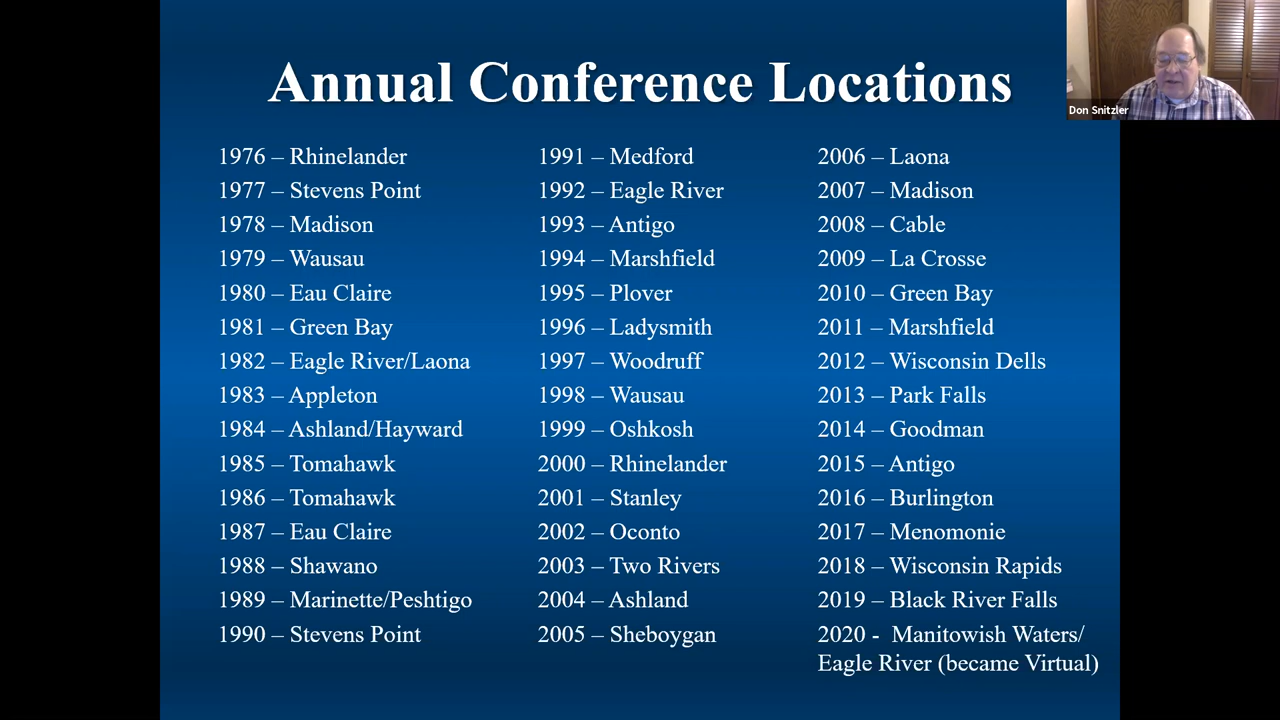 Annual Conference Locations
1976 – Rhinelander
1977 – Stevens Point
1978 – Madison
1979 – Wausau
1980 – Eau Claire
1981 – Green Bay
1982 – Eagle River/Laona
1983 – Appleton
1984 – Ashland/Hayward
1985 – Tomahawk
1986 – Tomahawk
1987 – Eau Claire
1988 – Shawano
1989 – Marinette/Peshtigo
1990 – Stevens Point
1991 – Medford
1992 – Eagle River
1993 – Antigo
1994 – Marshfield
1995 – Plover
1996 – Ladysmith
1997 – Woodruff
1998 – Wausau
1999 – Oshkosh
2000 – Rhinelander
2001 – Stanley
2002 – Oconto
2003 – Two Rivers
2004 – Ashland
2005 – Sheboygan
2006 – Laona
2007 – Madison
2008 – Cable
2009 – La Crosse
2010 – Green Bay
2011 – Marshfield
2012 – Wisconsin Dells
2013 – Park Falls
2014 – Goodman
2015 – Antigo
2016 – Burlington
2017 – Menomonie
2018 – Wisconsin Rapids
2019 – Black River Falls
2020 - Manitowish Waters/
Eagle River (became Virtual)
Don Snitzler